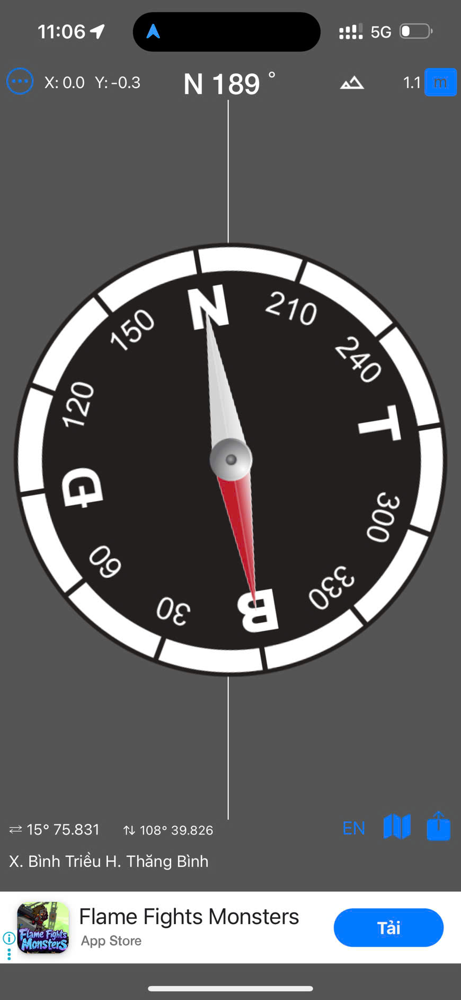 11:06
5G
X: 0.0 Y: -0.3
N 189 °
1.1 m
N
210
150
240
120
T
Đ
300
60
330
30
B
15° 75.831
108° 39.826
EN
X. Bình Triều H. Thăng Bình
Flame Fights Monsters
App Store
Tải
Flame Fights
Monsters